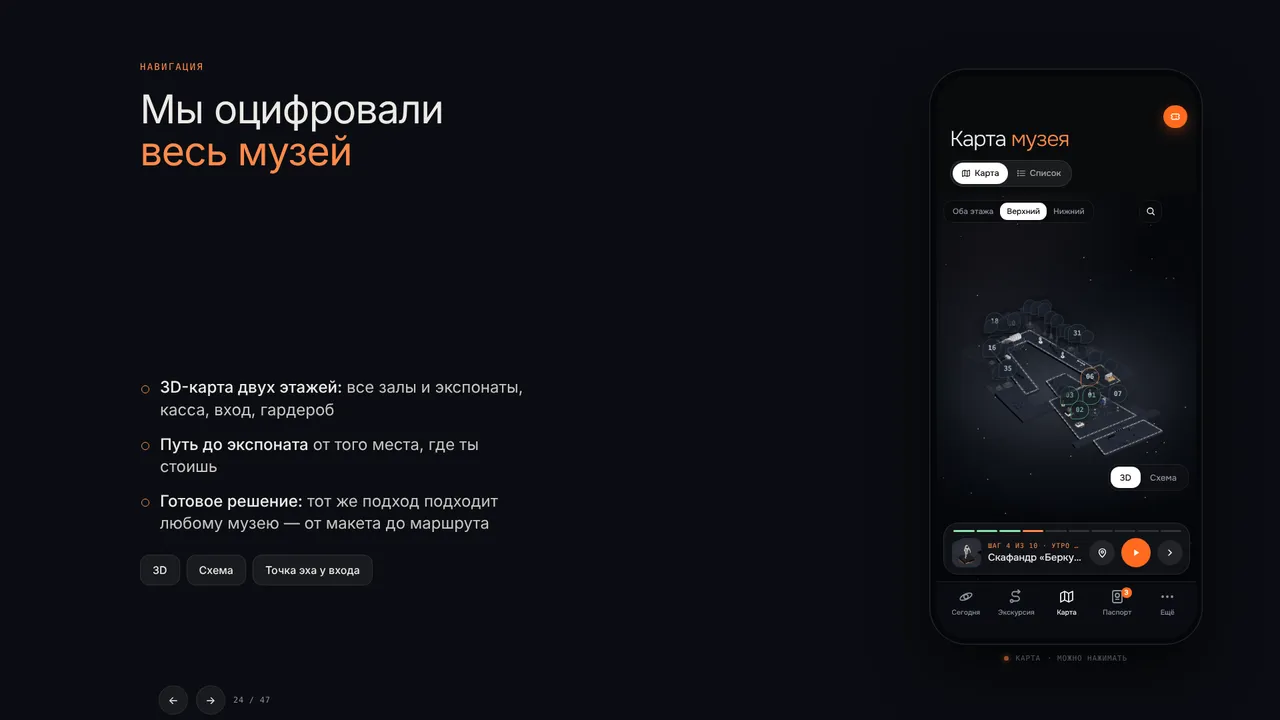 НАВИГАЦИЯ
Мы оцифровали
весь музей
3D-карта двух этажей: все залы и экспонаты,
касса, вход, гардероб
Путь до экспоната от того места, где ты
стоишь
Готовое решение: тот же подход подходит
любому музею — от макета до маршрута
3D
Схема
Точка эха у входа
24 / 47
Карта музея
Карта
Список
Оба этажа
Верхний
Нижний
18
31
16
35
06
03
01
07
02
3D
Схема
ШАГ 4 ИЗ 10 · УТРО …
Скафандр «Берку…
Сегодня
Экскурсия
Карта
Паспорт
3
Ещё
КАРТА · МОЖНО НАЖИМАТЬ